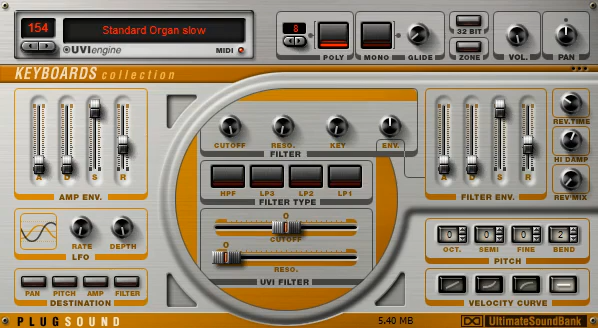 154
Standard Organ slow
UVIengine
MIDI
8
POLY
MONO
GLIDE
32 BIT
ZONE
VOL.
PAN
KEYBOARDS collection
A D S R
AMP ENV.
CUTOFF RESO. KEY ENV.
FILTER
HPF LP3 LP2 LP1
FILTER TYPE
0
CUTOFF
0
RESO.
UVI FILTER
A D S R
FILTER ENV.
REV.TIME
HI DAMP
REV MIX
RATE DEPTH
LFO
PAN PITCH AMP FILTER
DESTINATION
0 0 0 2
OCT. SEMI FINE BEND
PITCH
VELOCITY CURVE
PLUGSOUND
5.40 MB
UltimateSoundBank